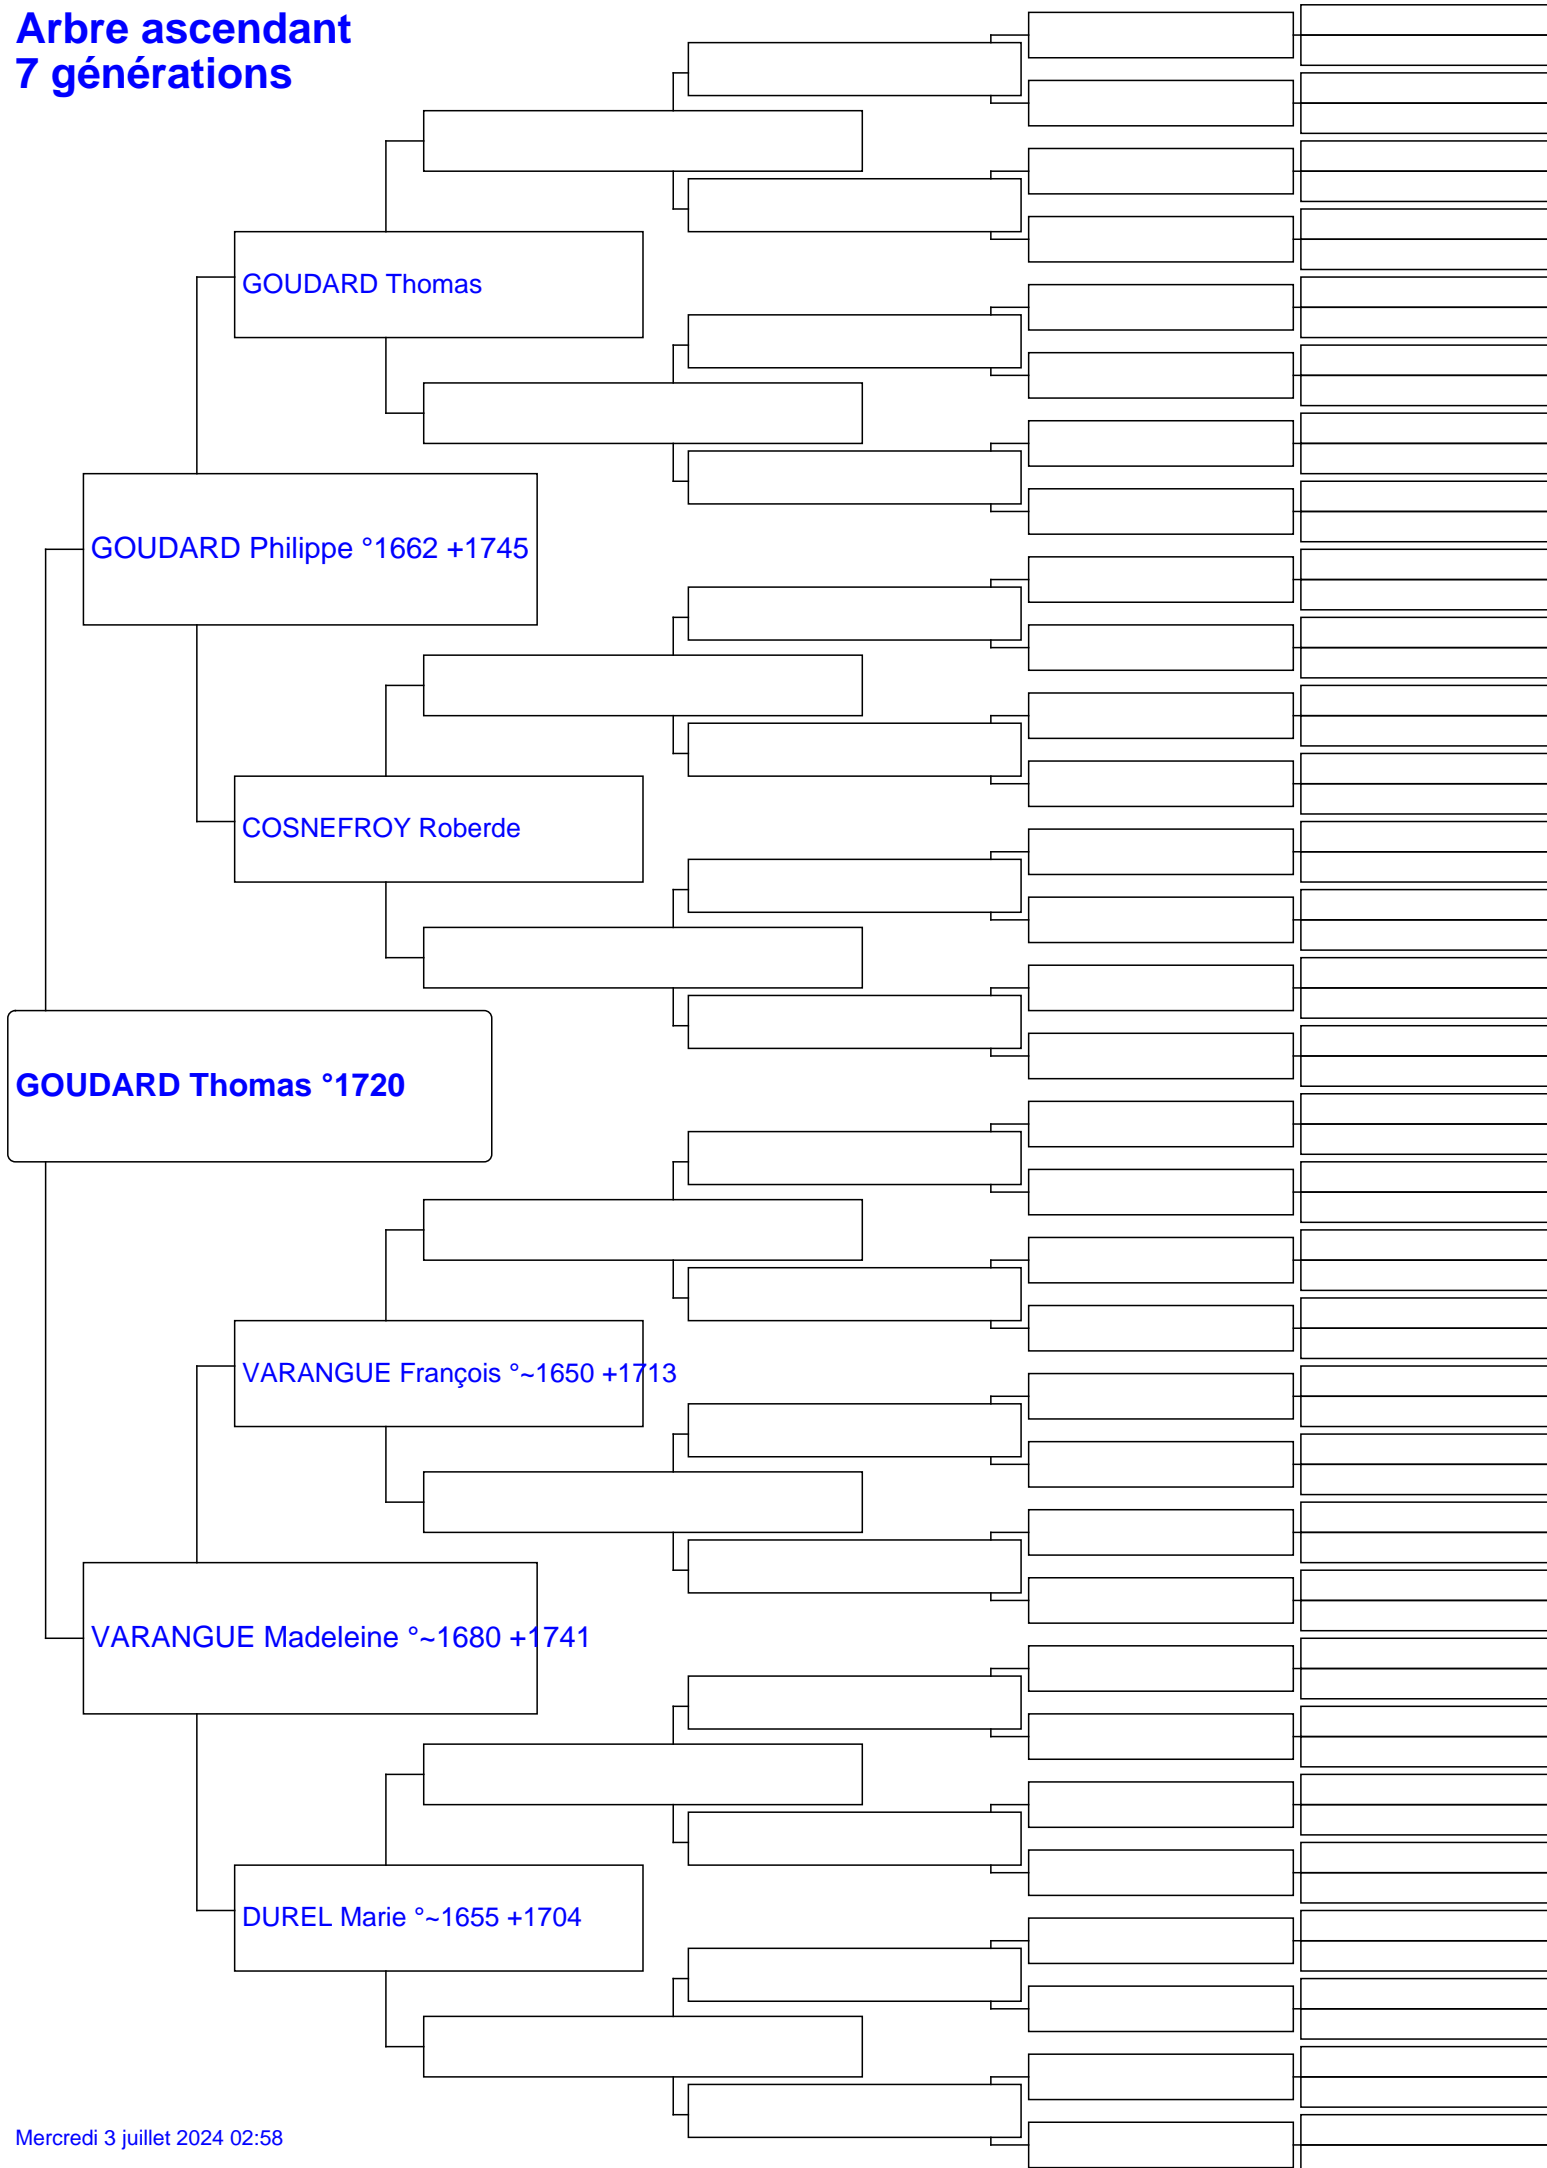 Arbre ascendant
7 générations
GOUDARD Thomas
GOUDARD Philippe °1662 +1745
COSNEFROY Roberde
GOUDARD Thomas °1720
VARANGUE François °~1650 +1713
VARANGUE Madeleine °~1680 +1741
DUREL Marie °~1655 +1704
Mercredi 3 juillet 2024 02:58